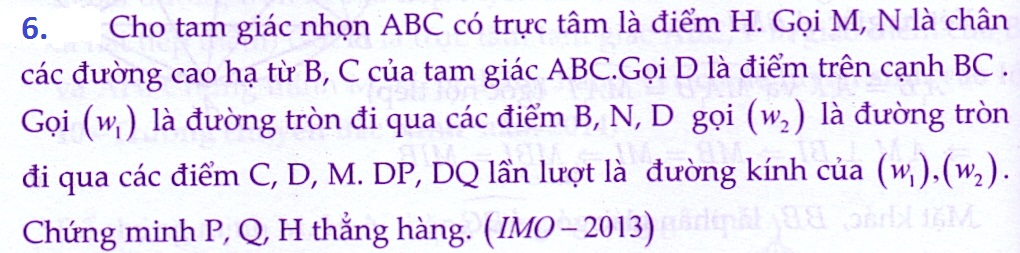 6. Cho tam giác nhọn ABC có trực tâm là điểm H. Gọi M, N là chân
các đường cao hạ từ B, C của tam giác ABC.Gọi D là điểm trên cạnh BC .
Gọi (w₁) là đường tròn đi qua các điểm B, N, D gọi (w₂) là đường tròn
đi qua các điểm C, D, M. DP, DQ lần lượt là đường kính của (w₁),(w₂).
Chứng minh P, Q, H thẳng hàng. (IMO – 2013)